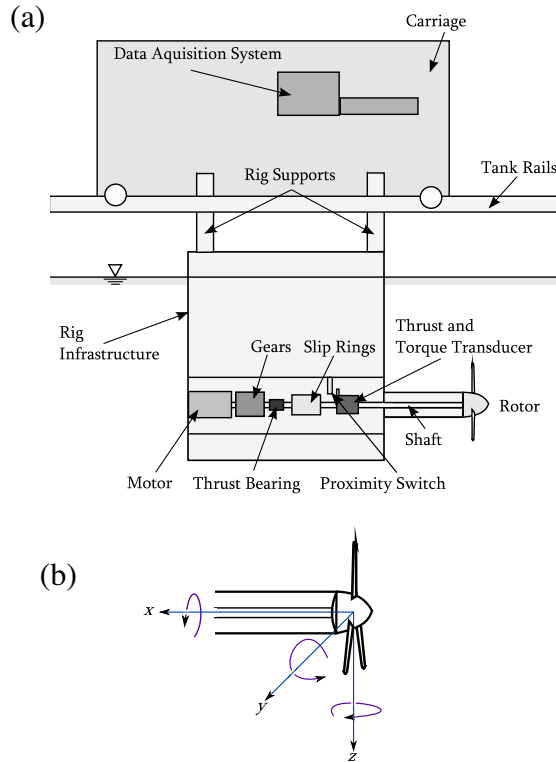 (a)
Carriage
Data Aquisition System
Rig Supports
Tank Rails
Rig
Infrastructure
Gears
Slip Rings
Thrust and
Torque Transducer
Rotor
Shaft
Motor
Thrust Bearing
Proximity Switch
(b)
x
y
z